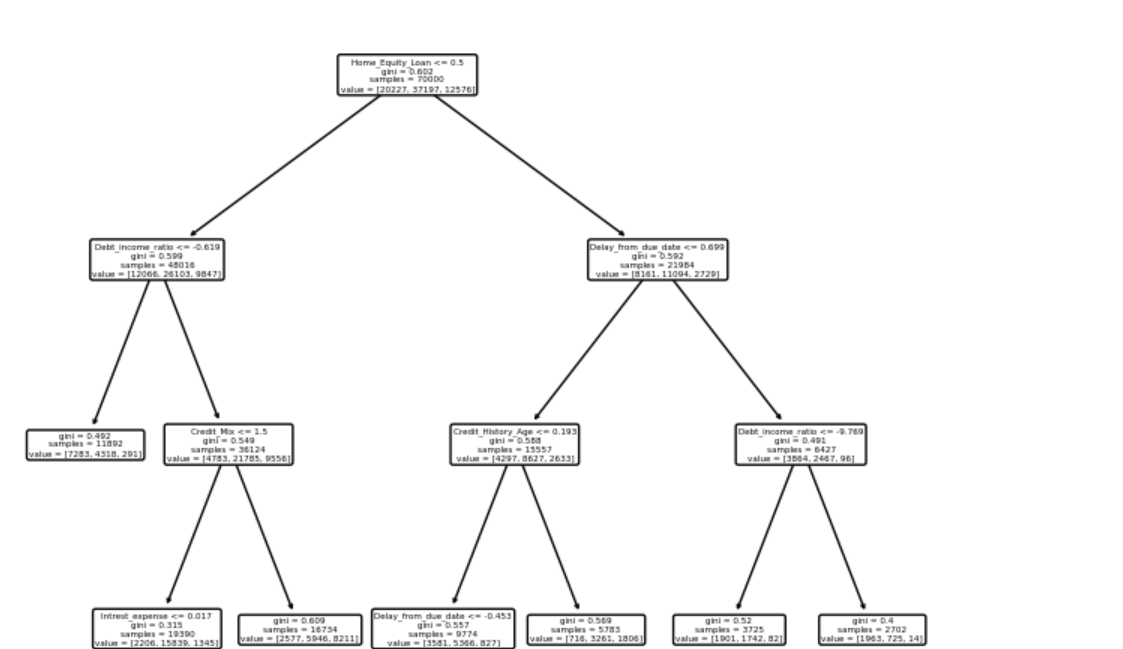 Home_Equity_Loan <= 0.5
gini = 0.602
samples = 70000
value = [20227, 37197, 12576]
Debt_income_ratio <= -0.619
gini = 0.599
samples = 48016
value = [12066, 26103, 9847]
Delay_from_due_date <= 0.699
gini = 0.592
samples = 21984
value = [8161, 11094, 2729]
gini = 0.492
samples = 11892
value = [7283, 4318, 291]
Credit_Mix <= 1.5
gini = 0.549
samples = 36124
value = [4783, 21785, 9556]
Credit_History_Age <= 0.193
gini = 0.588
samples = 15557
value = [4297, 8627, 2633]
Debt_income_ratio <= -9.769
gini = 0.491
samples = 6427
value = [3864, 2467, 96]
Intrest_expense <= 0.017
gini = 0.315
samples = 19390
value = [2206, 15839, 1345]
gini = 0.609
samples = 16734
value = [2577, 5946, 8211]
Delay_from_due_date <= -0.453
gini = 0.557
samples = 9774
value = [3581, 5366, 827]
gini = 0.569
samples = 5783
value = [716, 3261, 1806]
gini = 0.52
samples = 3725
value = [1901, 1742, 82]
gini = 0.4
samples = 2702
value = [1963, 725, 14]